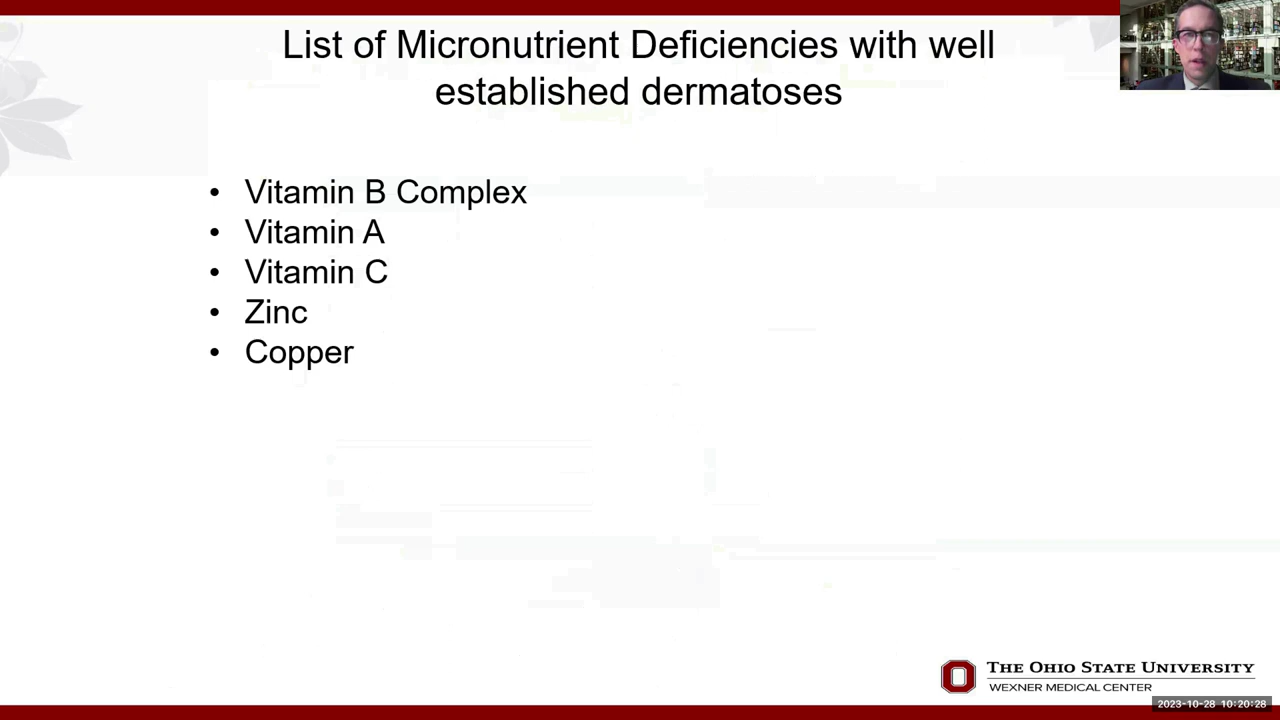 List of Micronutrient Deficiencies with well
established dermatoses
• Vitamin B Complex
• Vitamin A
• Vitamin C
• Zinc
• Copper
THE OHIO STATE UNIVERSITY
WEXNER MEDICAL CENTER
2023-10-28 10:20:28